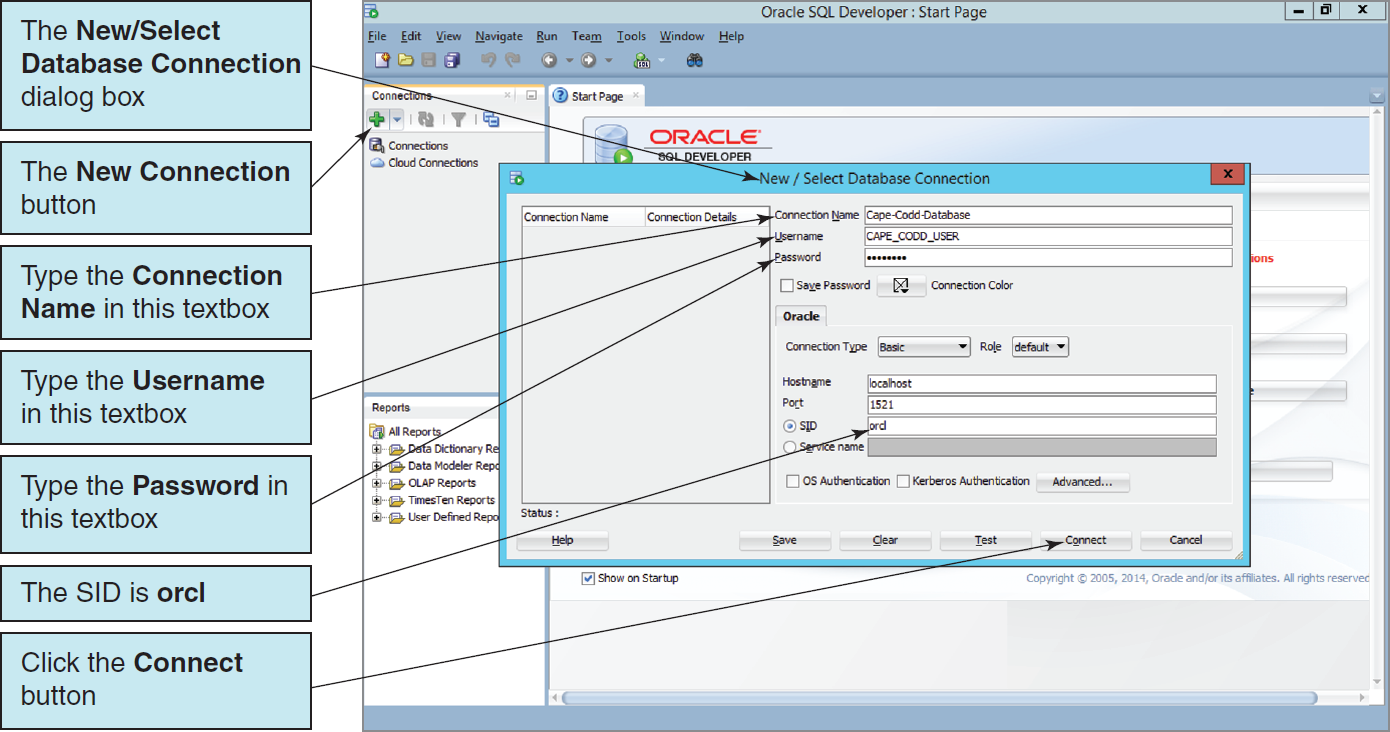 The New/Select
Database Connection
dialog box
The New Connection
button
Type the Connection
Name in this textbox
Type the Username
in this textbox
Type the Password in
this textbox
The SID is orcl
Click the Connect
button
Oracle SQL Developer : Start Page
File Edit View Navigate Run Team Tools Window Help
Connections
Start Page
Connections
Cloud Connections
ORACLE
SQL DEVELOPER
New / Select Database Connection
Connection Name Connection Details
Connection Name Cape-Codd-Database
Username CAPE_CODD_USER
Password ••••••••
Save Password Connection Color
Oracle
Connection Type Basic Role default
Hostname localhost
Port 1521
SID orcl
Service name
OS Authentication Kerberos Authentication Advanced...
Status :
Help Save Clear Test Connect Cancel
Reports
All Reports
Data Dictionary Re
Data Modeler Repo
OLAP Reports
TimesTen Reports
User Defined Repo
ions
Show on Startup
Copyright © 2005, 2014, Oracle and/or its affiliates. All rights reserved